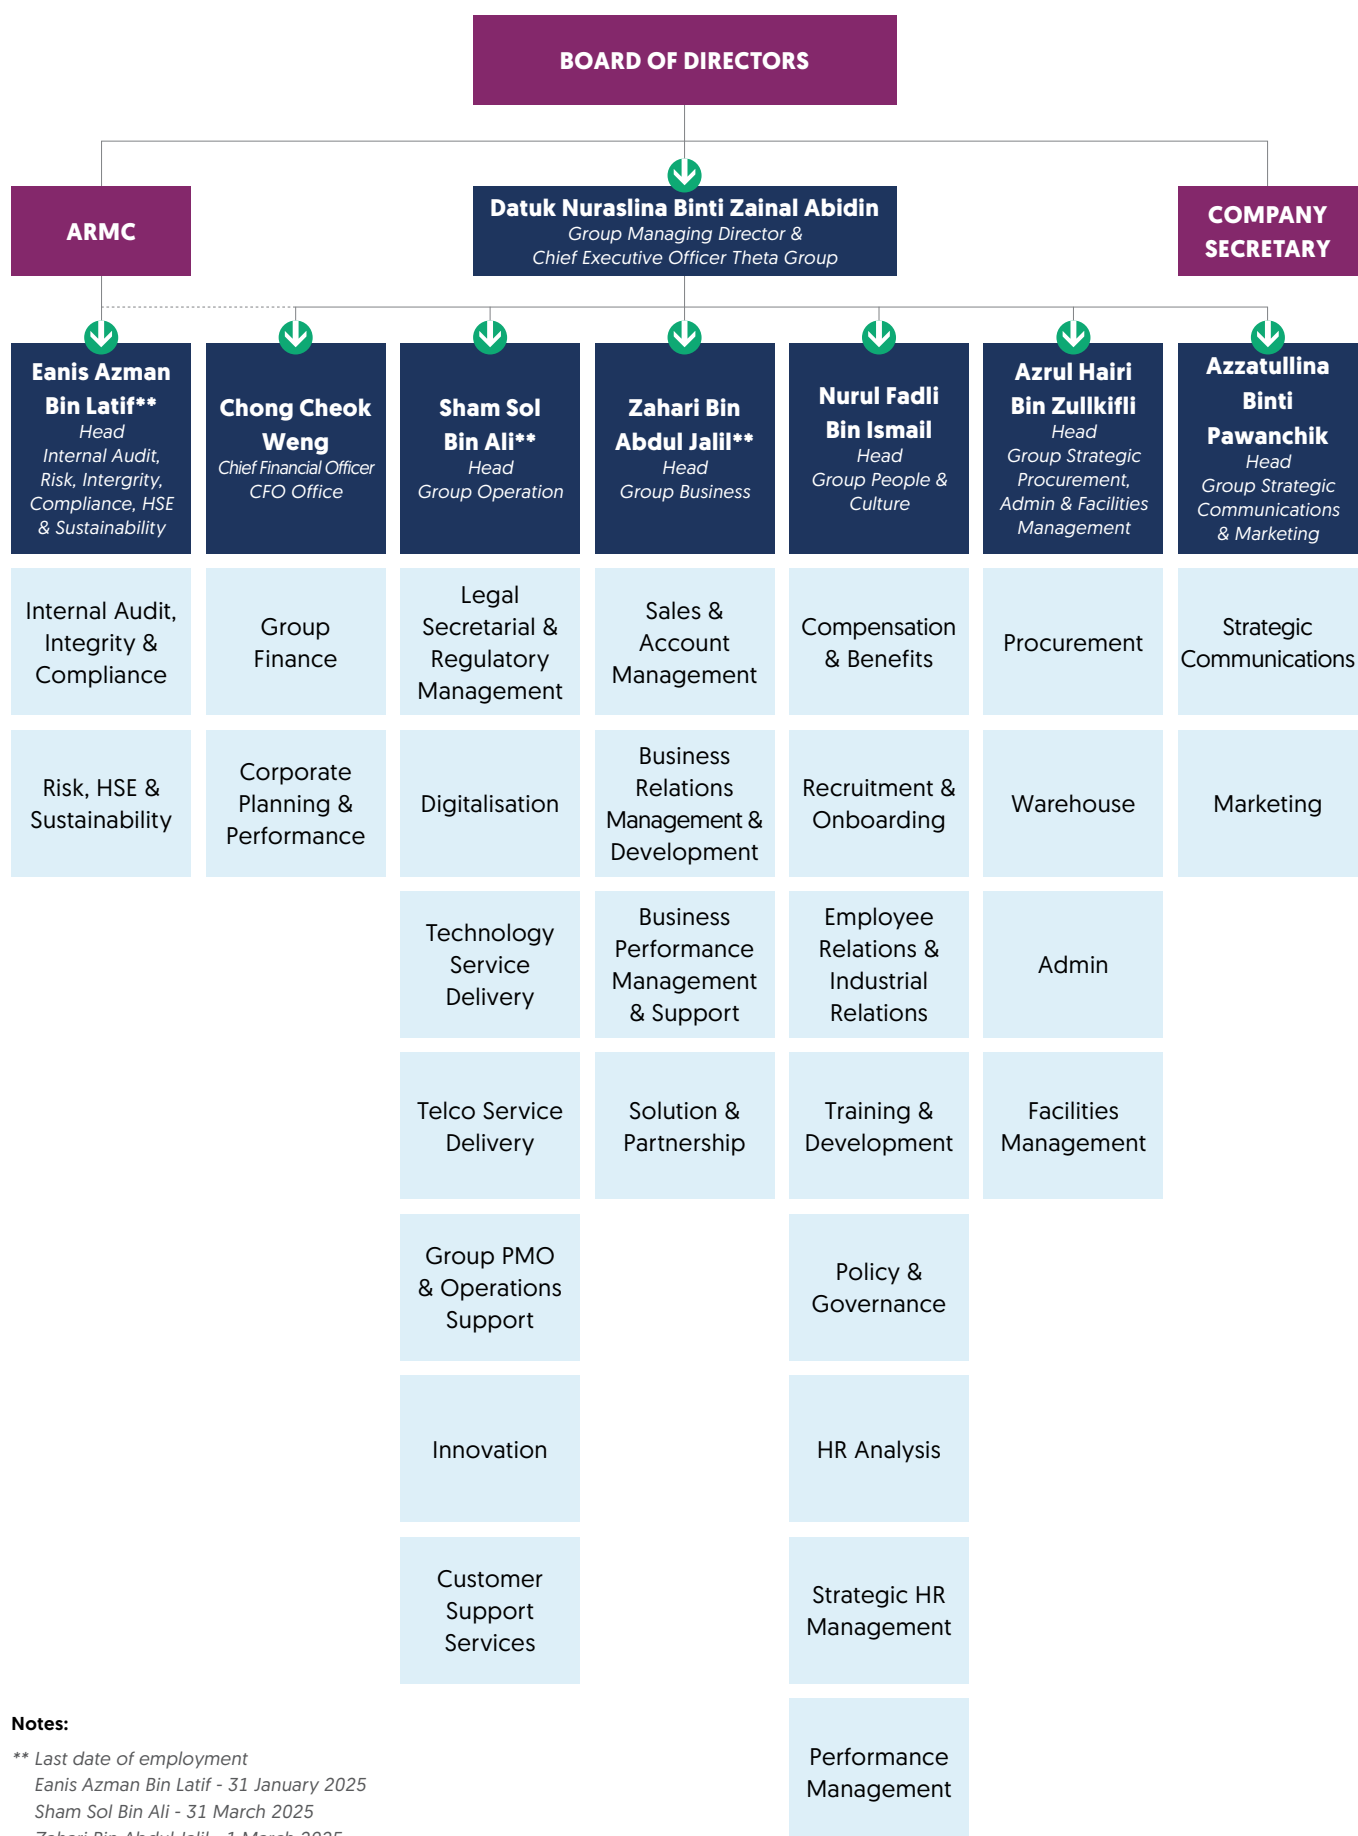 BOARD OF DIRECTORS
ARMC
Datuk Nuraslina Binti Zainal Abidin
Group Managing Director &
Chief Executive Officer Theta Group
COMPANY
SECRETARY
Eanis Azman
Bin Latif**
Head
Internal Audit,
Risk, Intergrity,
Compliance, HSE
& Sustainability
Chong Cheok
Weng
Chief Financial Officer
CFO Office
Sham Sol
Bin Ali**
Head
Group Operation
Zahari Bin
Abdul Jalil**
Head
Group Business
Nurul Fadli
Bin Ismail
Head
Group People &
Culture
Azrul Hairi
Bin Zullkifli
Head
Group Strategic
Procurement,
Admin & Facilities
Management
Azzatullina
Binti
Pawanchik
Head
Group Strategic
Communications
& Marketing
Internal Audit,
Integrity &
Compliance
Group
Finance
Legal
Secretarial &
Regulatory
Management
Sales &
Account
Management
Compensation
& Benefits
Procurement
Strategic
Communications
Risk, HSE &
Sustainability
Corporate
Planning &
Performance
Digitalisation
Business
Relations
Management &
Development
Recruitment &
Onboarding
Warehouse
Marketing
Technology
Service
Delivery
Business
Performance
Management
& Support
Employee
Relations &
Industrial
Relations
Admin
Telco Service
Delivery
Solution &
Partnership
Training &
Development
Facilities
Management
Group PMO
& Operations
Support
Policy &
Governance
Innovation
HR Analysis
Customer
Support
Services
Strategic HR
Management
Performance
Management
Notes:
** Last date of employment
Eanis Azman Bin Latif - 31 January 2025
Sham Sol Bin Ali - 31 March 2025
Zahari Bin Abdul Jalil - 1 March 2025